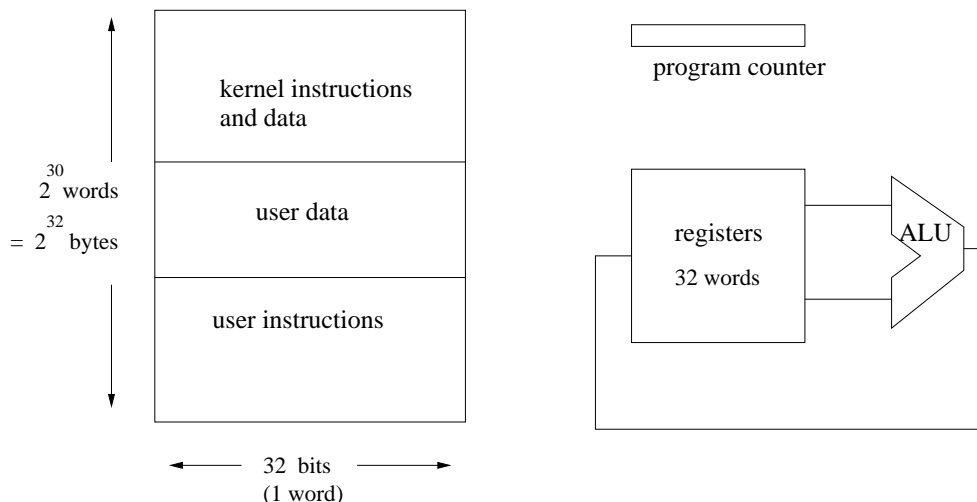 kernel instructions
and data
2^30 words
= 2^32 bytes
user data
user instructions
32 bits
(1 word)
program counter
registers
32 words
ALU